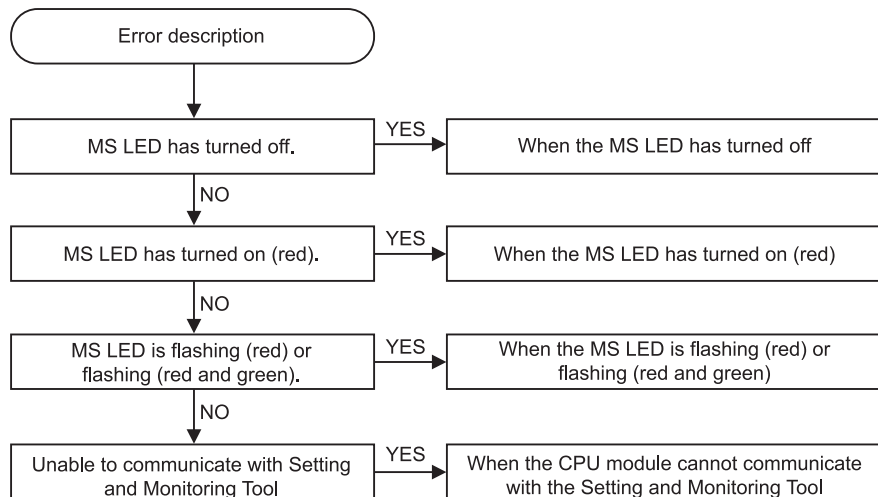 Error description
MS LED has turned off.
YES
When the MS LED has turned off
NO
MS LED has turned on (red).
YES
When the MS LED has turned on (red)
NO
MS LED is flashing (red) or
flashing (red and green).
YES
When the MS LED is flashing (red) or
flashing (red and green)
NO
Unable to communicate with Setting
and Monitoring Tool
YES
When the CPU module cannot communicate
with the Setting and Monitoring Tool